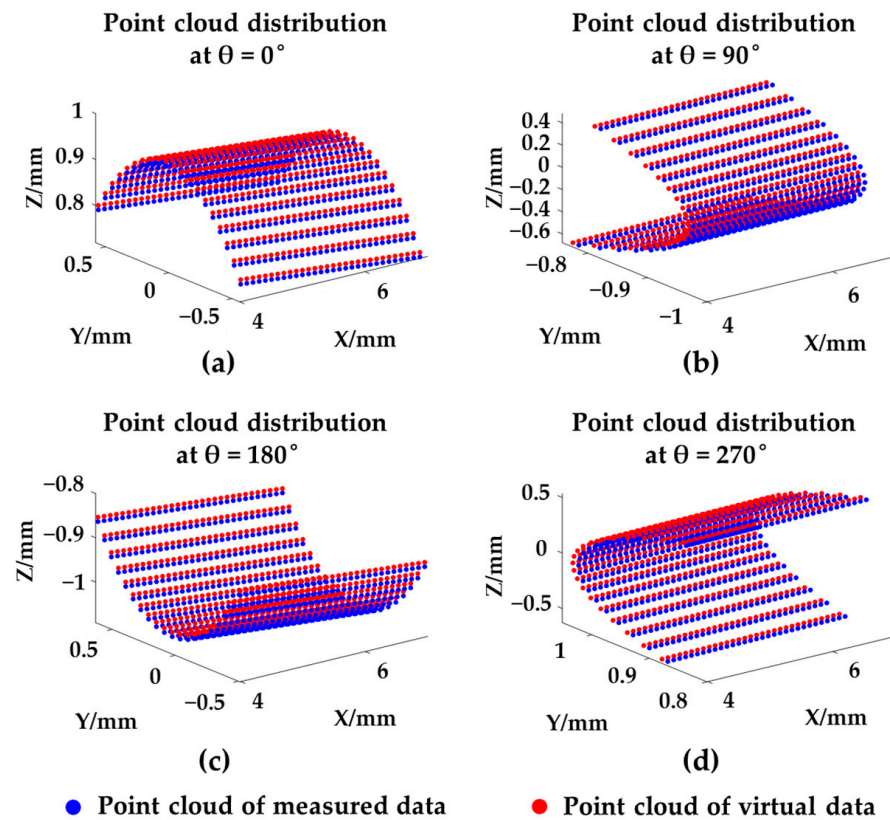 Point cloud distribution
at θ = 0°
Point cloud distribution
at θ = 90°
1
0.9
0.8
Z/mm
0.5
0
−0.5
4
6
Y/mm
X/mm
(a)
0.4
0.2
0
−0.2
−0.4
−0.6
Z/mm
−0.8
−0.9
−1
4
6
Y/mm
X/mm
(b)
Point cloud distribution
at θ = 180°
Point cloud distribution
at θ = 270°
−0.8
−0.9
−1
Z/mm
0.5
0
−0.5
4
6
Y/mm
X/mm
(c)
0.5
0
−0.5
Z/mm
1
0.9
0.8
4
6
Y/mm
X/mm
(d)
Point cloud of measured data
Point cloud of virtual data